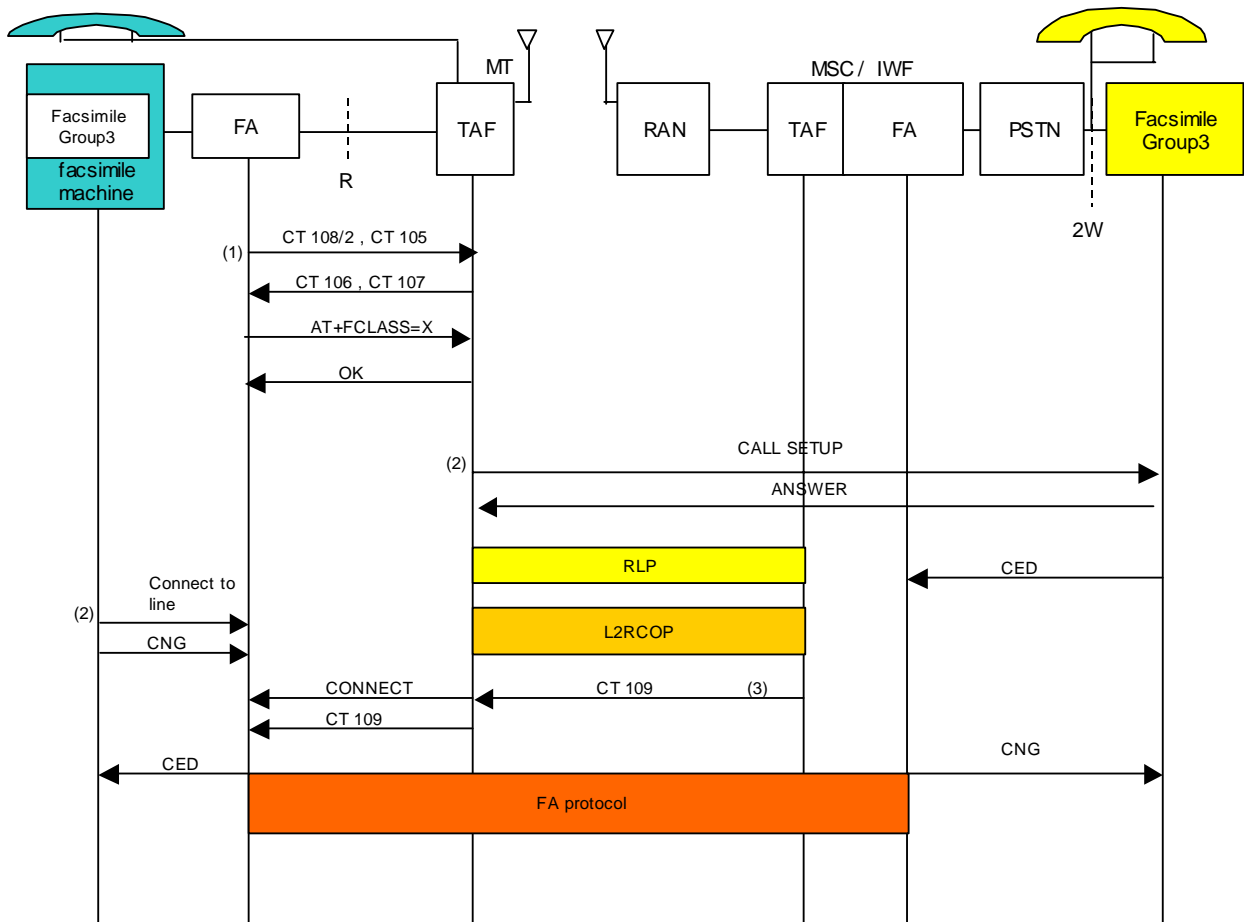 MT
MSC / IWF
Facsimile
Group3
facsimile
machine
FA
R
TAF
RAN
TAF
FA
PSTN
2W
Facsimile
Group3
(1)
CT 108/2 , CT 105
CT 106 , CT 107
AT+FCLASS=X
OK
(2)
CALL SETUP
ANSWER
RLP
CED
(2)
Connect to
line
L2RCOP
CNG
CONNECT
CT 109
(3)
CT 109
CED
CNG
FA protocol